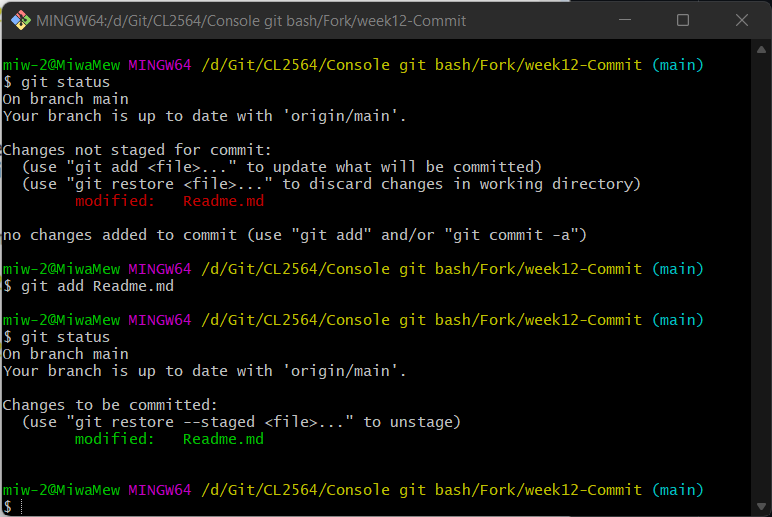 MINGW64:/d/Git/CL2564/Console git bash/Fork/week12-Commit
miw-2@MiwaMew MINGW64 /d/Git/CL2564/Console git bash/Fork/week12-Commit (main)
$ git status
On branch main
Your branch is up to date with 'origin/main'.
Changes not staged for commit:
  (use "git add <file>..." to update what will be committed)
  (use "git restore <file>..." to discard changes in working directory)
        modified:   Readme.md
no changes added to commit (use "git add" and/or "git commit -a")
miw-2@MiwaMew MINGW64 /d/Git/CL2564/Console git bash/Fork/week12-Commit (main)
$ git add Readme.md
miw-2@MiwaMew MINGW64 /d/Git/CL2564/Console git bash/Fork/week12-Commit (main)
$ git status
On branch main
Your branch is up to date with 'origin/main'.
Changes to be committed:
  (use "git restore --staged <file>..." to unstage)
        modified:   Readme.md
miw-2@MiwaMew MINGW64 /d/Git/CL2564/Console git bash/Fork/week12-Commit (main)
$